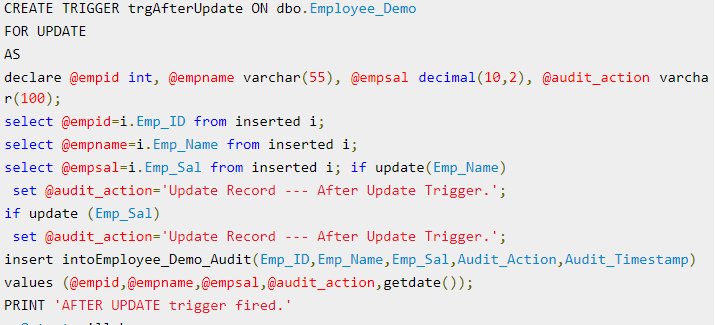 CREATE TRIGGER trgAfterUpdate ON dbo.Employee_Demo
FOR UPDATE
AS
declare @empid int, @empname varchar(55), @empsal decimal(10,2), @audit_action varcha
r(100);
select @empid=i.Emp_ID from inserted i;
select @empname=i.Emp_Name from inserted i;
select @empsal=i.Emp_Sal from inserted i; if update(Emp_Name)
 set @audit_action='Update Record --- After Update Trigger.';
if update (Emp_Sal)
 set @audit_action='Update Record --- After Update Trigger.';
insert intoEmployee_Demo_Audit(Emp_ID,Emp_Name,Emp_Sal,Audit_Action,Audit_Timestamp)
values (@empid,@empname,@empsal,@audit_action,getdate());
PRINT 'AFTER UPDATE trigger fired.'